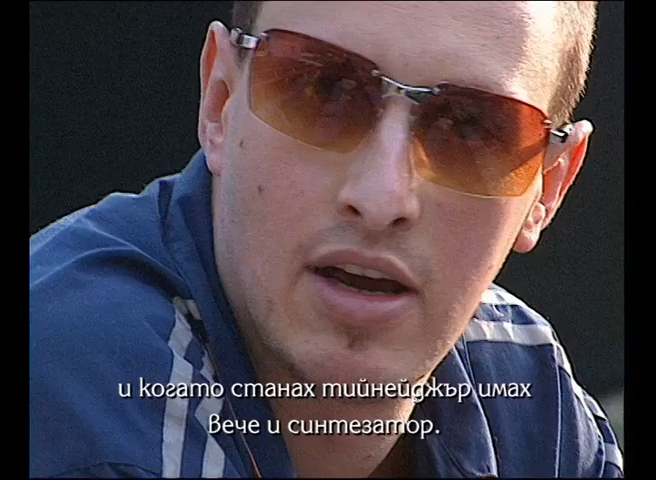 и когато станах тийнейджър имах
вече и синтезатор.